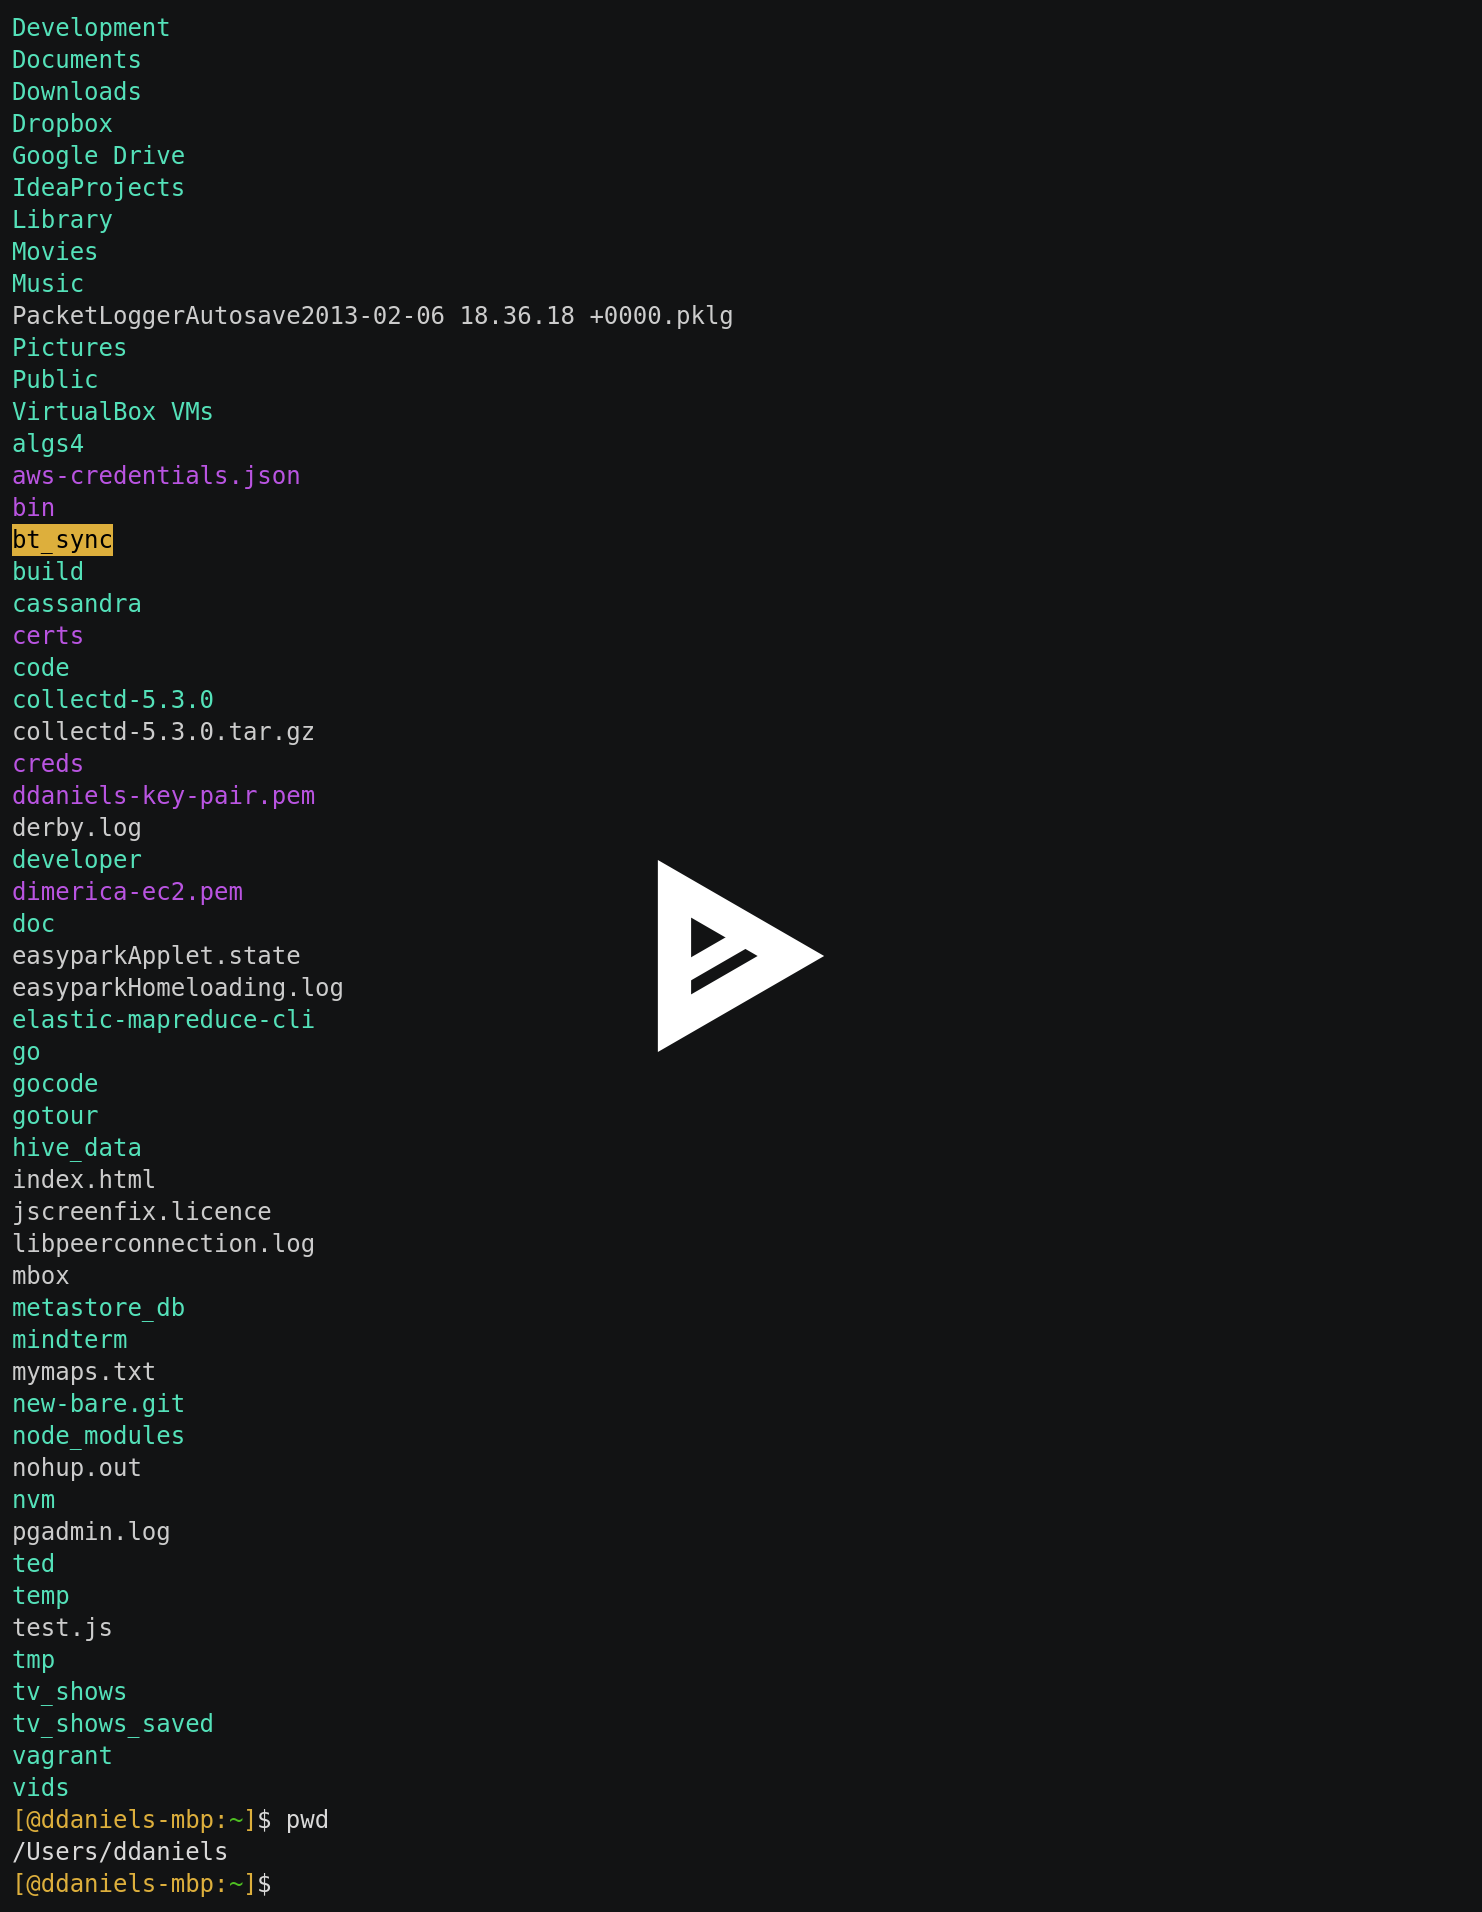 Development
Documents
Downloads
Dropbox
Google Drive
IdeaProjects
Library
Movies
Music
PacketLoggerAutosave2013-02-06 18.36.18 +0000.pklg
Pictures
Public
VirtualBox VMs
algs4
aws-credentials.json
bin
bt_sync
build
cassandra
certs
code
collectd-5.3.0
collectd-5.3.0.tar.gz
creds
ddaniels-key-pair.pem
derby.log
developer
dimerica-ec2.pem
doc
easyparkApplet.state
easyparkHomeloading.log
elastic-mapreduce-cli
go
gocode
gotour
hive_data
index.html
jscreenfix.licence
libpeerconnection.log
mbox
metastore_db
mindterm
mymaps.txt
new-bare.git
node_modules
nohup.out
nvm
pgadmin.log
ted
temp
test.js
tmp
tv_shows
tv_shows_saved
vagrant
vids
[@ddaniels-mbp:~]$ pwd
/Users/ddaniels
[@ddaniels-mbp:~]$